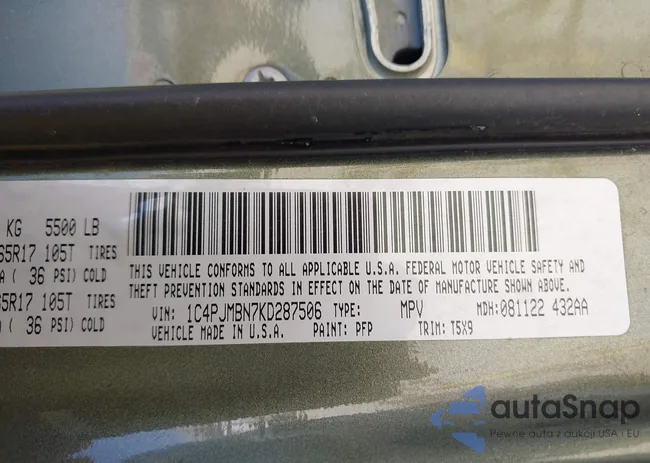 KG 5500 LB
65R17 105T TIRES
A ( 36 PSI) COLD
65R17 105T TIRES
A ( 36 PSI) COLD
THIS VEHICLE CONFORMS TO ALL APPLICABLE U.S.A. FEDERAL MOTOR VEHICLE SAFETY AND
THEFT PREVENTION STANDARDS IN EFFECT ON THE DATE OF MANUFACTURE SHOWN ABOVE.
VIN: 1C4PJMBN7KD287506 TYPE: MPV MDH: 081122 432AA
VEHICLE MADE IN U.S.A. PAINT: PFP TRIM: T5X9
autaSnap
Pewne auta z aukcji USA i EU